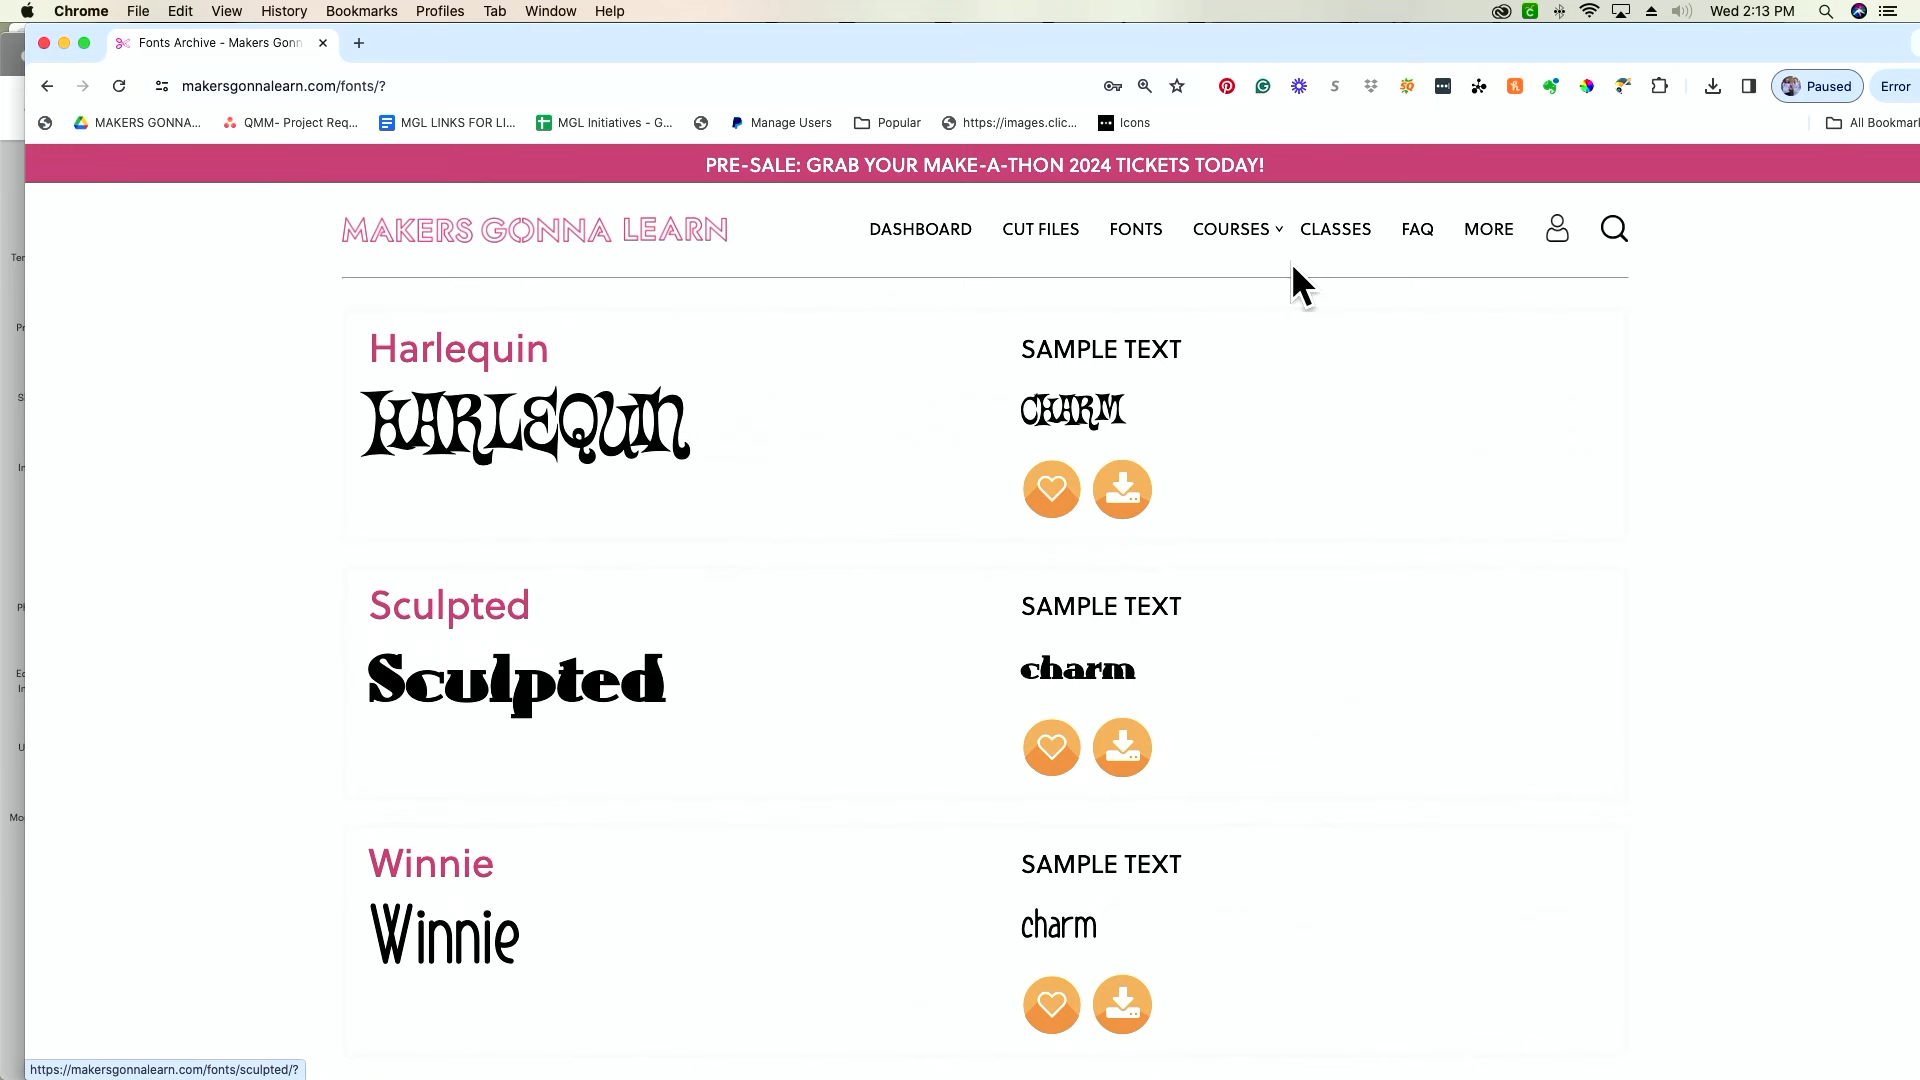 Chrome File Edit View History Bookmarks Profiles Tab Window Help Wed 2:13 PM
Fonts Archive - Makers Gonn
makersgonnalearn.com/fonts/? Paused Error
MAKERS GONNA... QMM- Project Req... MGL LINKS FOR LI... MGL Initiatives - G... Manage Users Popular https://images.clic... Icons All Bookmark
PRE-SALE: GRAB YOUR MAKE-A-THON 2024 TICKETS TODAY!
MAKERS GONNA LEARN DASHBOARD CUT FILES FONTS COURSES CLASSES FAQ MORE
Harlequin SAMPLE TEXT
HARLEQUIN CHARM
Sculpted SAMPLE TEXT
Sculpted charm
Winnie SAMPLE TEXT
Winnie charm
https://makersgonnalearn.com/fonts/sculpted/?